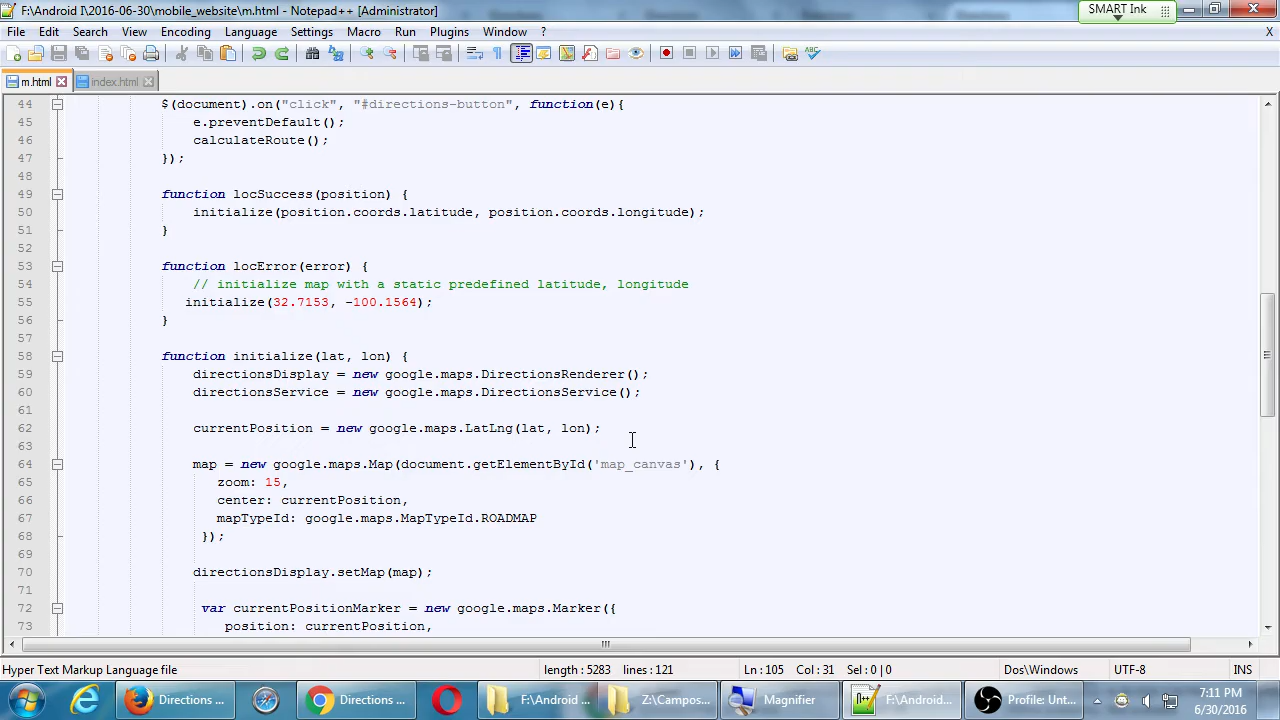 F:\Android I\2016-06-30\mobile_website\m.html - Notepad++ [Administrator]
SMART Ink
File Edit Search View Encoding Language Settings Macro Run Plugins Window ? X
m.html index.html
44 $(document).on("click", "#directions-button", function(e){
45 e.preventDefault();
46 calculateRoute();
47 });
48
49 function locSuccess(position) {
50 initialize(position.coords.latitude, position.coords.longitude);
51 }
52
53 function locError(error) {
54 // initialize map with a static predefined latitude, longitude
55 initialize(32.7153, -100.1564);
56 }
57
58 function initialize(lat, lon) {
59 directionsDisplay = new google.maps.DirectionsRenderer();
60 directionsService = new google.maps.DirectionsService();
61
62 currentPosition = new google.maps.LatLng(lat, lon);
63
64 map = new google.maps.Map(document.getElementById('map_canvas'), {
65 zoom: 15,
66 center: currentPosition,
67 mapTypeId: google.maps.MapTypeId.ROADMAP
68 });
69
70 directionsDisplay.setMap(map);
71
72 var currentPositionMarker = new google.maps.Marker({
73 position: currentPosition,
Hyper Text Markup Language file length : 5283 lines : 121 Ln : 105 Col : 31 Sel : 0 | 0 Dos\Windows UTF-8 INS
Directions ... Directions ... F:\Android ... Z:\Campos... Magnifier F:\Androi... Profile: Unt... 7:11 PM
6/30/2016